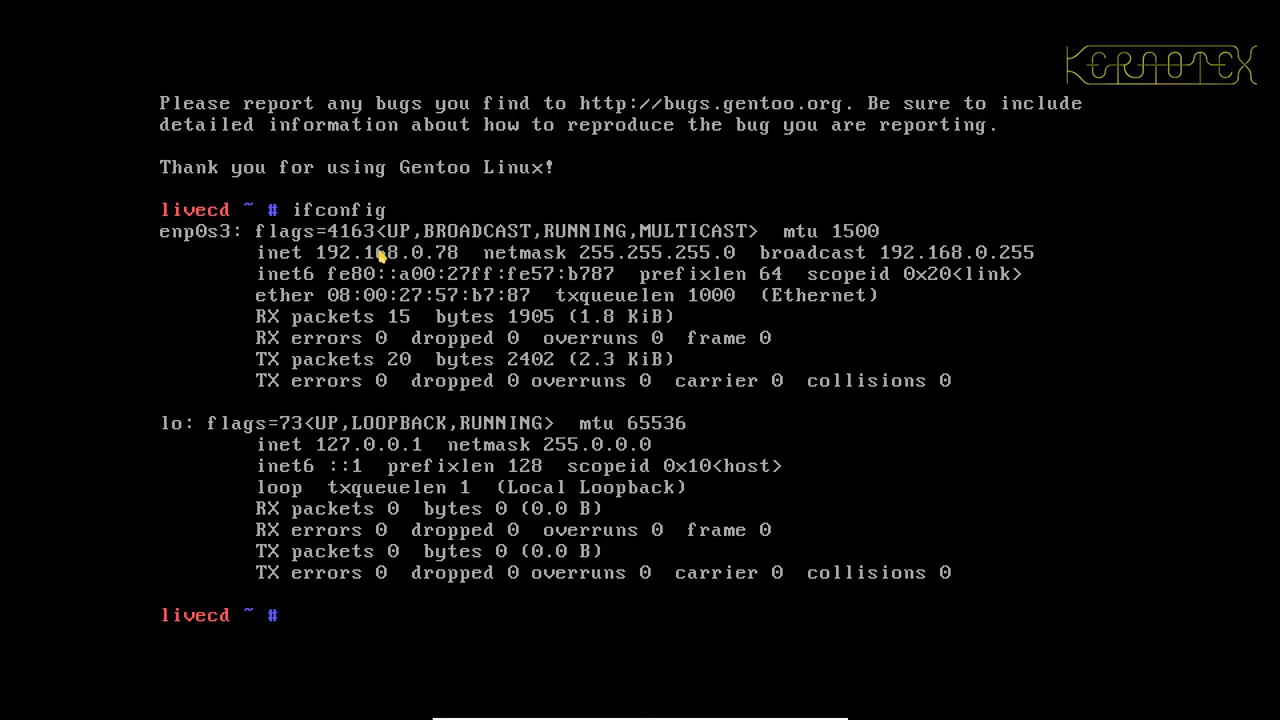 KERNOTEX
Please report any bugs you find to http://bugs.gentoo.org. Be sure to include
detailed information about how to reproduce the bug you are reporting.
Thank you for using Gentoo Linux!
livecd ~ # ifconfig
enp0s3: flags=4163<UP,BROADCAST,RUNNING,MULTICAST>  mtu 1500
inet 192.168.0.78  netmask 255.255.255.0  broadcast 192.168.0.255
inet6 fe80::a00:27ff:fe57:b787  prefixlen 64  scopeid 0x20<link>
ether 08:00:27:57:b7:87  txqueuelen 1000  (Ethernet)
RX packets 15  bytes 1905 (1.8 KiB)
RX errors 0  dropped 0  overruns 0  frame 0
TX packets 20  bytes 2402 (2.3 KiB)
TX errors 0  dropped 0 overruns 0  carrier 0  collisions 0
lo: flags=73<UP,LOOPBACK,RUNNING>  mtu 65536
inet 127.0.0.1  netmask 255.0.0.0
inet6 ::1  prefixlen 128  scopeid 0x10<host>
loop  txqueuelen 1  (Local Loopback)
RX packets 0  bytes 0 (0.0 B)
RX errors 0  dropped 0  overruns 0  frame 0
TX packets 0  bytes 0 (0.0 B)
TX errors 0  dropped 0 overruns 0  carrier 0  collisions 0
livecd ~ #